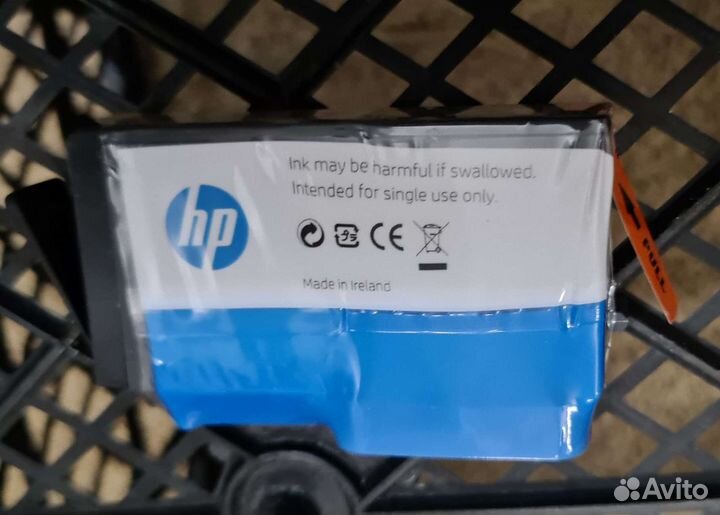 Ink may be harmful if swallowed.
Intended for single use only.
hp
CE
Made in Ireland
PULL
Avito